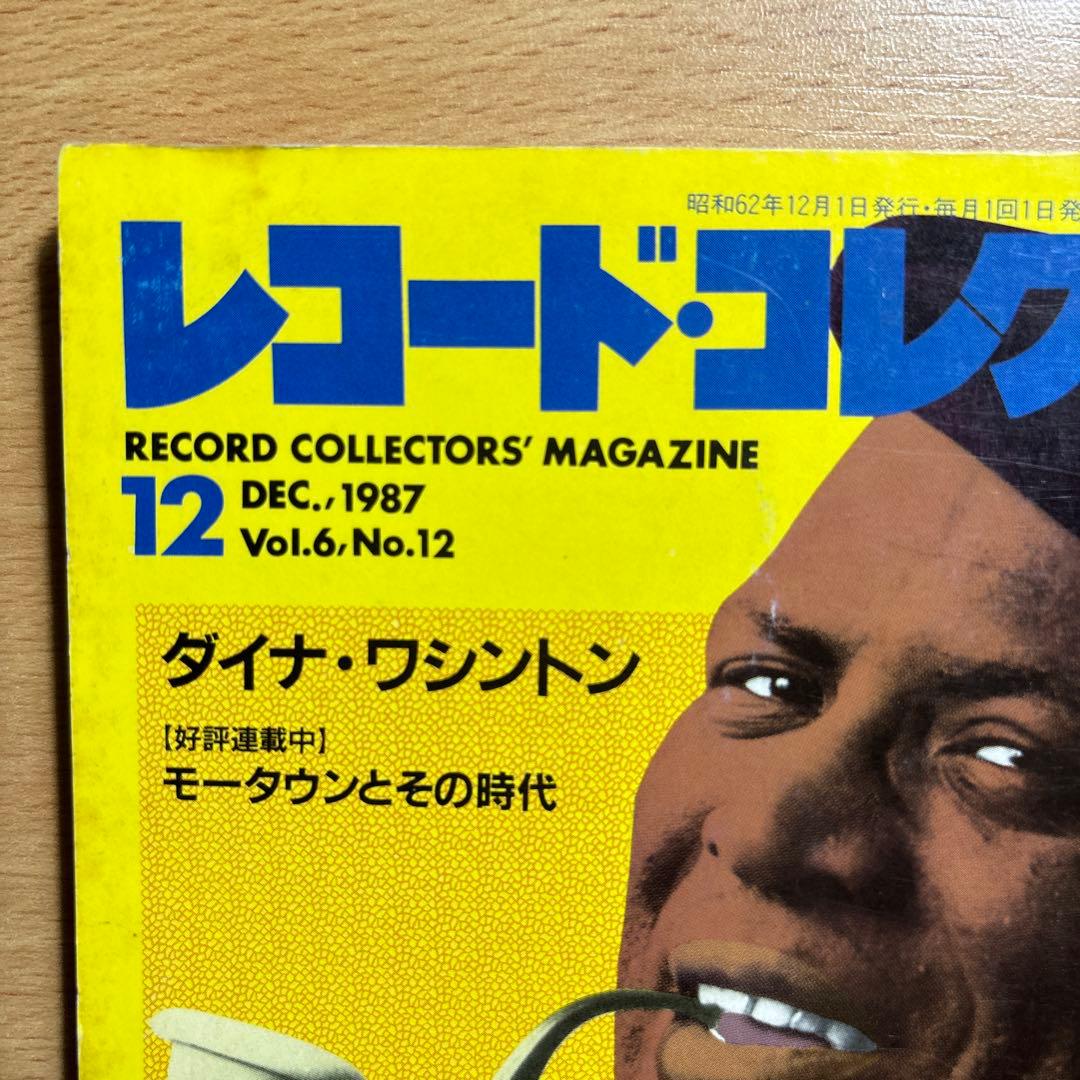 昭和62年12月1日発行・毎月1回1日発
レコード・コレク
RECORD COLLECTORS' MAGAZINE
12 DEC., 1987
Vol.6, No.12
ダイナ・ワシントン
【好評連載中】
モータウンとその時代